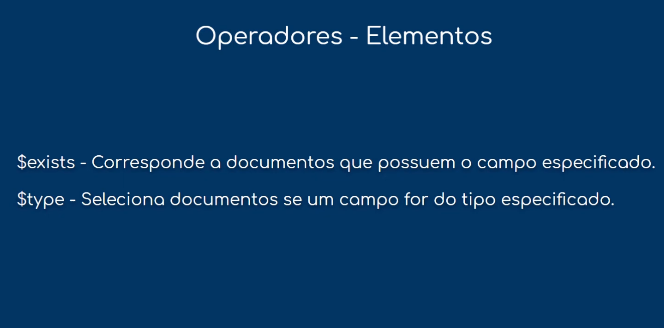 Operadores - Elementos
$exists - Corresponde a documentos que possuem o campo especificado.
$type - Seleciona documentos se um campo for do tipo especificado.